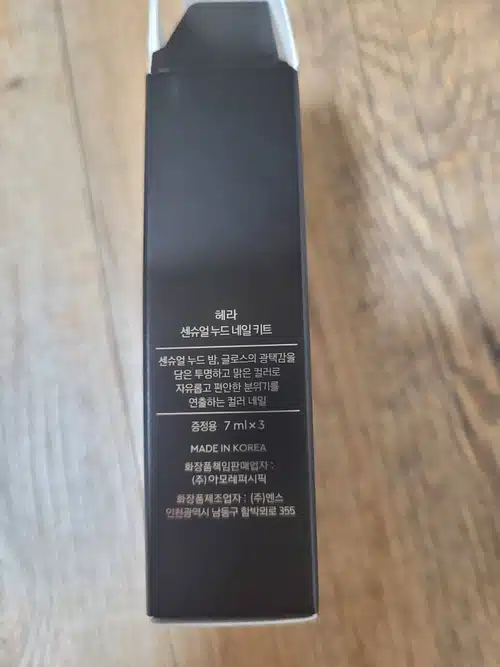 헤라
센슈얼 누드 네일 키트
센슈얼 누드 밤, 글로스의 광택감을
담은 투명하고 맑은 컬러로
자유롭고 편안한 분위기를
연출하는 컬러 네일
증정용 7 ml × 3
MADE IN KOREA
화장품책임판매업자 :
(주)아모레퍼시픽
화장품제조업자 : (주)멘스
인천광역시 남동구 함박뫼로 355